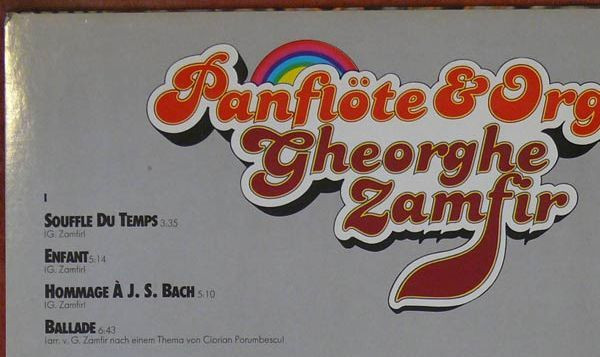 Panflöte & Org
Gheorghe
Zamfir
I
SOUFFLE DU TEMPS 3:35
(G. Zamfir)
ENFANT 5:14
(G. Zamfir)
HOMMAGE À J. S. BACH 5:10
(G. Zamfir)
BALLADE 6:43
(arr. v. G. Zamfir nach einem Thema von Ciprian Porumbescu)